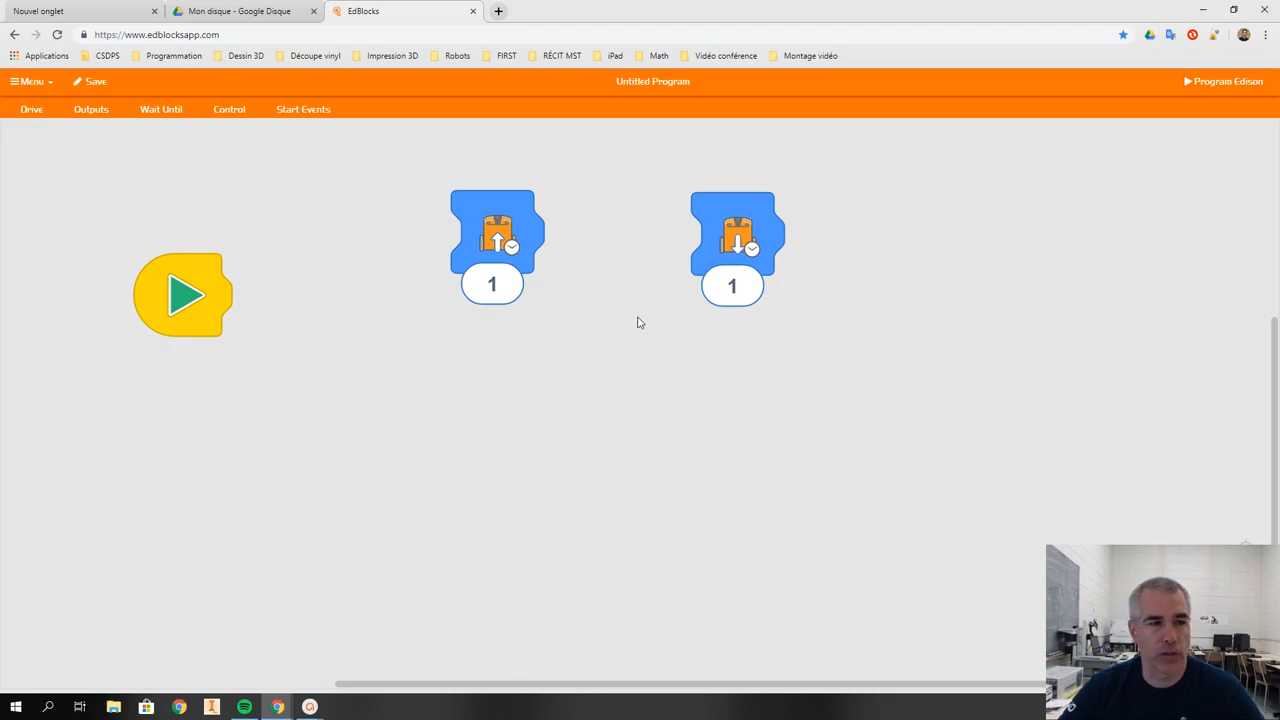 Nouvel onglet
Mon disque - Google Disque
EdBlocks
https://www.edblocksapp.com
Applications CSDPS Programmation Dessin 3D Découpe vinyl Impression 3D Robots FIRST RÉCIT MST iPad Math Vidéo conférence Montage vidéo
Menu Save Untitled Program Program Edison
Drive Outputs Wait Until Control Start Events
1
1